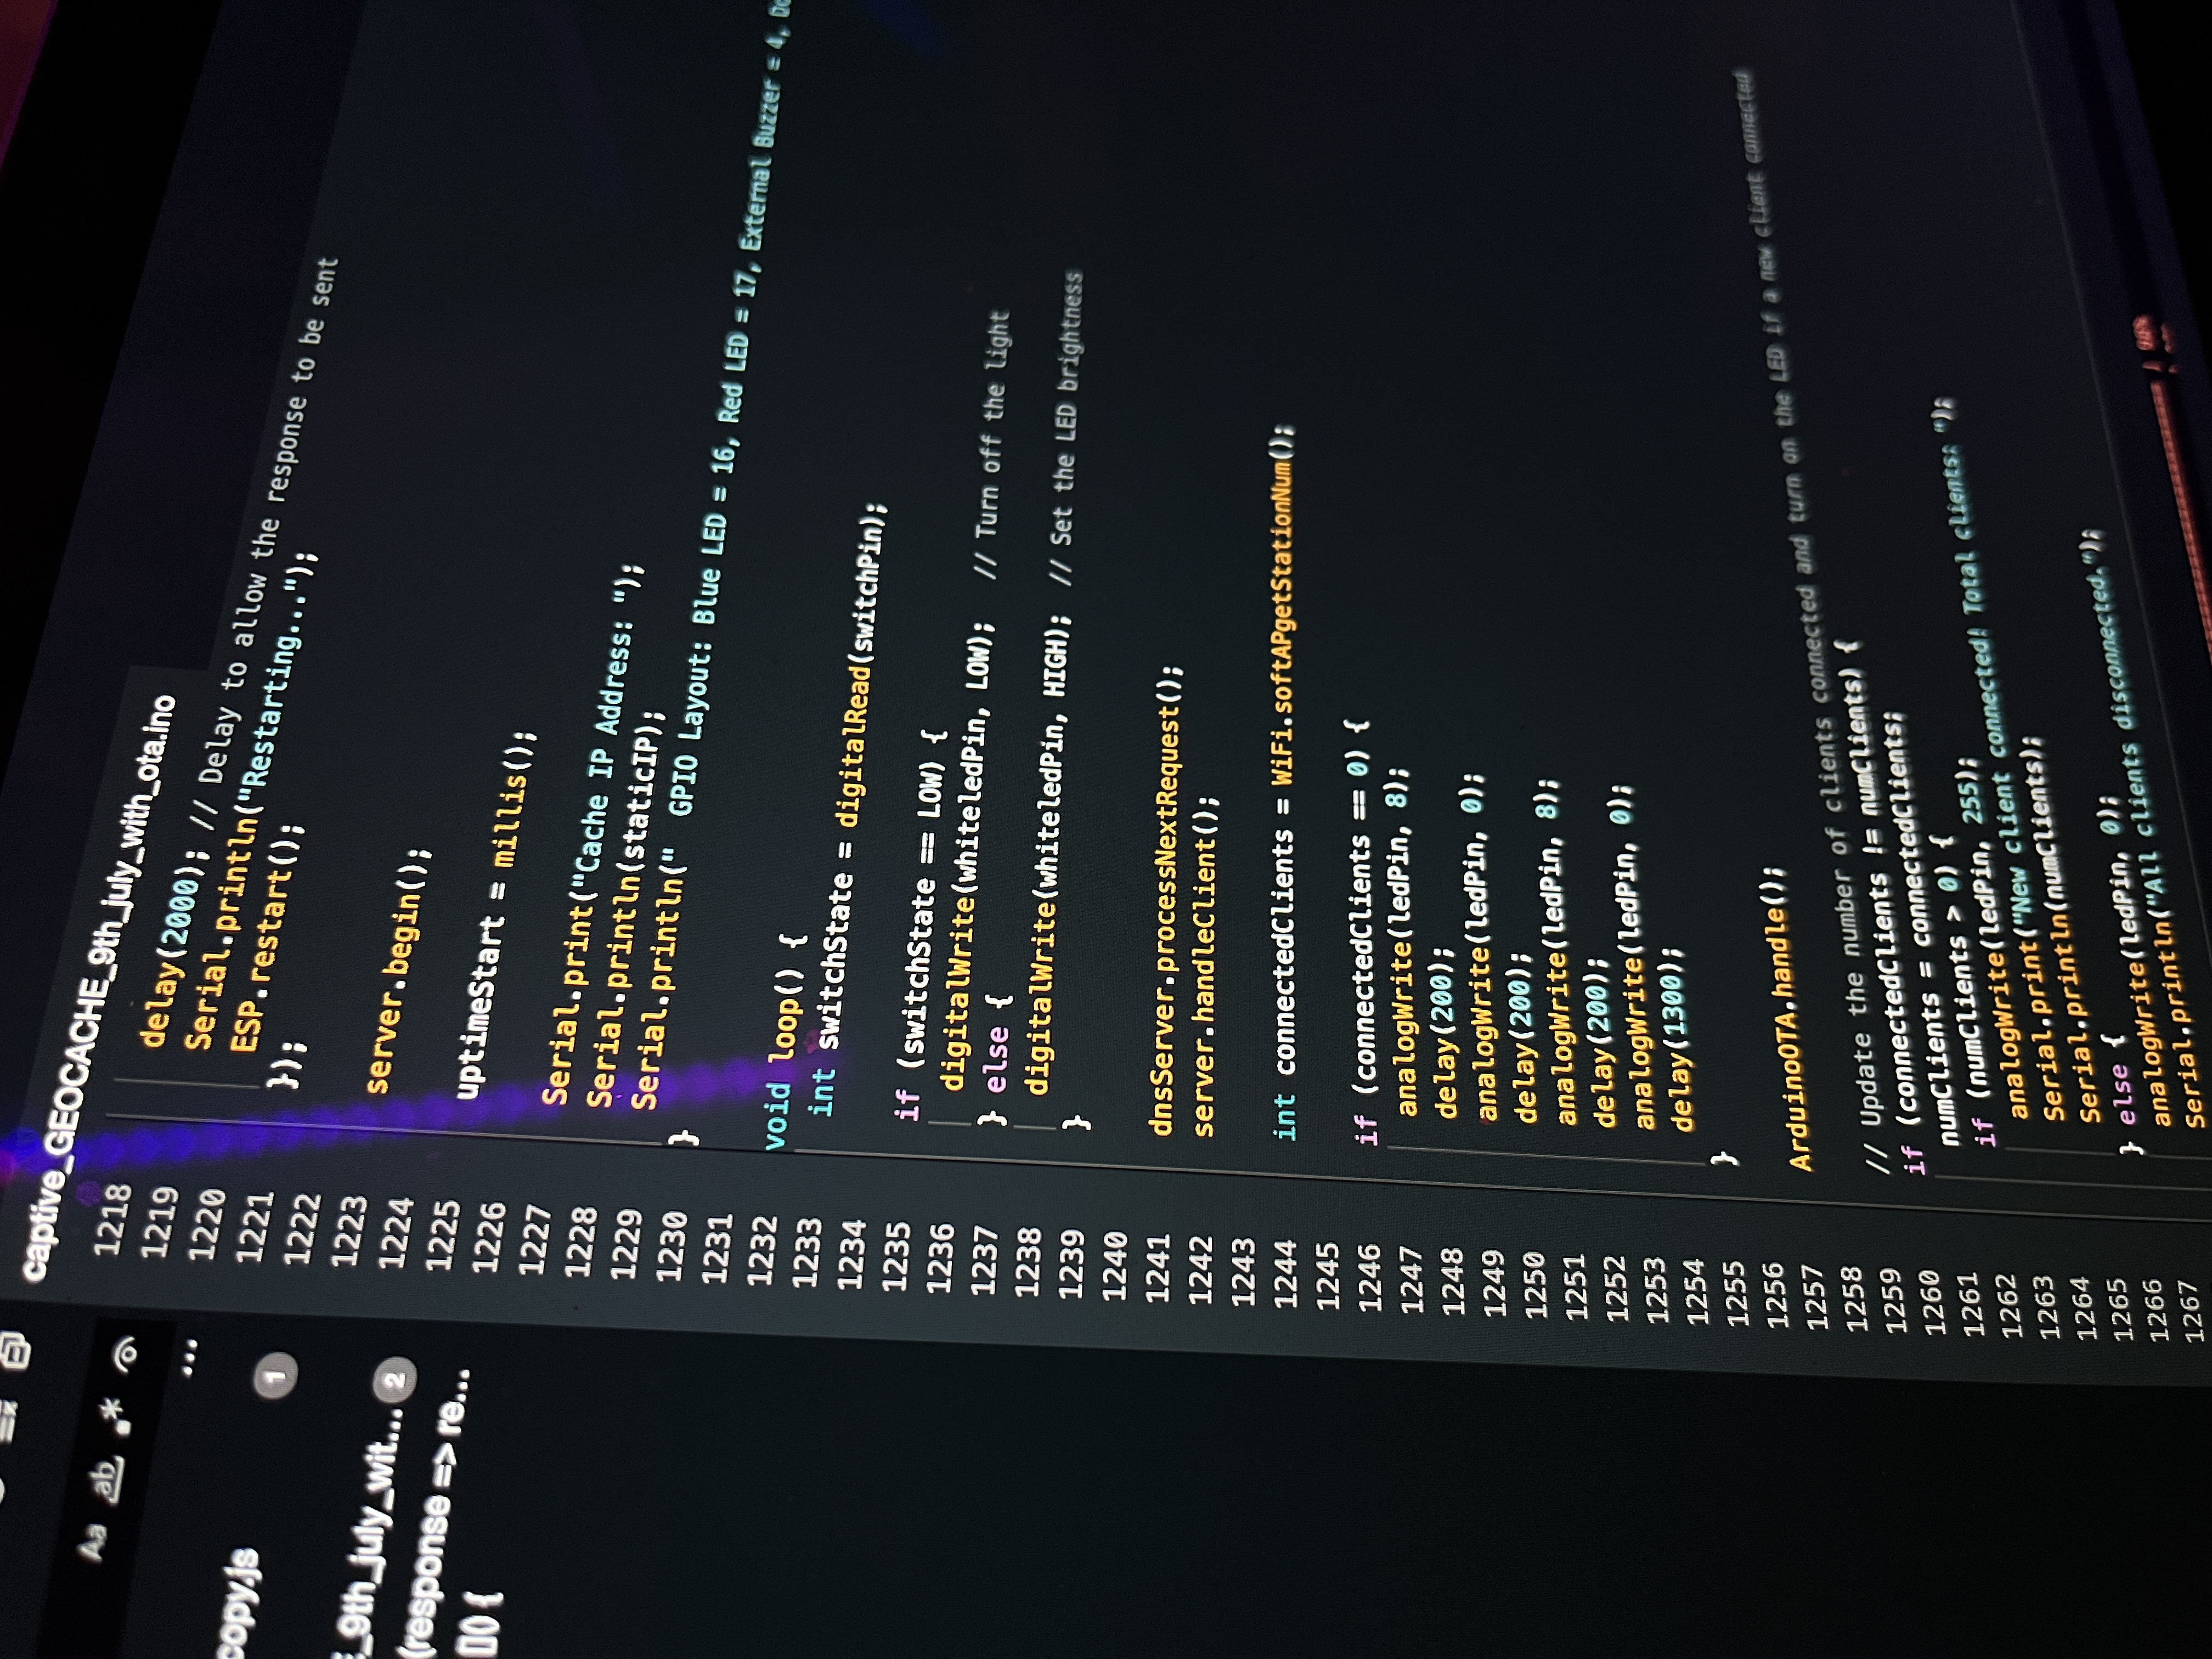 Aa ab .*
...
copy.js
1
E_9th_july_wit... 2
(response => re...
[]() {
captive_GEOCACHE_9th_july_with_ota.ino
1218 delay(2000); // Delay to allow the response to be sent
1219 Serial.println("Restarting...");
1220 ESP.restart();
1221 });
1222
1223 server.begin();
1224
1225 uptimeStart = millis();
1226
1227 Serial.print("Cache IP Address: ");
1228 Serial.println(staticIP);
1229 Serial.println("  GPIO Layout: Blue LED = 16, Red LED = 17, External Buzzer = 4,
1230 }
1231
1232 void loop() {
1233 int switchState = digitalRead(switchPin);
1234
1235 if (switchState == LOW) {
1236 digitalWrite(whiteledPin, LOW);   // Turn off the light
1237 } else {
1238 digitalWrite(whiteledPin, HIGH);  // Set the LED brightness
1239 }
1240
1241 dnsServer.processNextRequest();
1242 server.handleClient();
1243
1244 int connectedClients = WiFi.softAPgetStationNum();
1245
1246 if (connectedClients == 0) {
1247 analogWrite(ledPin, 8);
1248 delay(200);
1249 analogWrite(ledPin, 0);
1250 delay(200);
1251 analogWrite(ledPin, 8);
1252 delay(200);
1253 analogWrite(ledPin, 0);
1254 delay(1300);
1255 }
1256
1257 ArduinoOTA.handle();
1258
1259 // Update the number of clients connected and turn on the LED if a new client connected
1260 if (connectedClients != numClients) {
1261 numClients = connectedClients;
1262 if (numClients > 0) {
1263 analogWrite(ledPin, 255);
1264 Serial.print("New client connected! Total clients: ");
1265 Serial.println(numClients);
1266 } else {
1267 analogWrite(ledPin, 0);
Serial.println("All clients disconnected.");